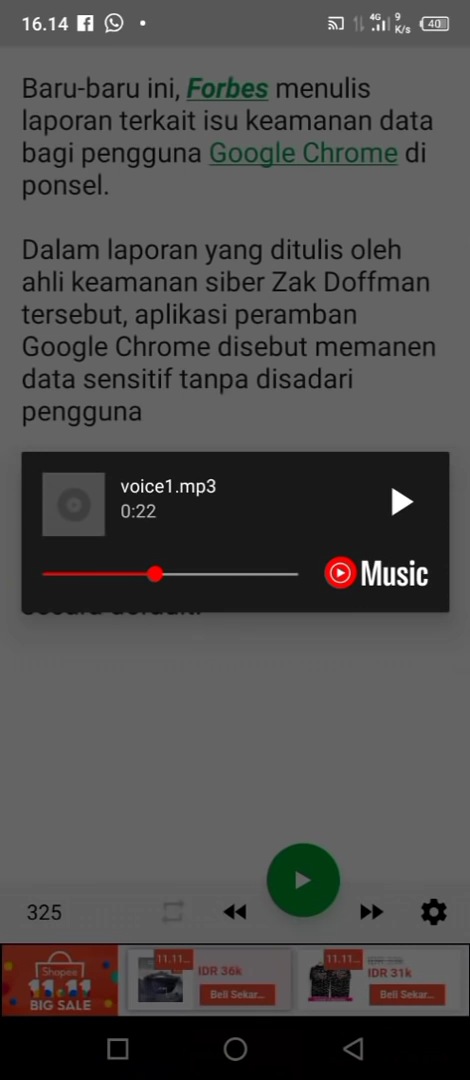 16.14
4G
9
K/s
40
Baru-baru ini, Forbes menulis
laporan terkait isu keamanan data
bagi pengguna Google Chrome di
ponsel.
Dalam laporan yang ditulis oleh
ahli keamanan siber Zak Doffman
tersebut, aplikasi peramban
Google Chrome disebut memanen
data sensitif tanpa disadari
pengguna
voice1.mp3
0:22
Music
325
Shopee
11.11
BIG SALE
11.11...
IDR 36k
Beli Sekar...
11.11...
IDR 31k
Beli Sekar...